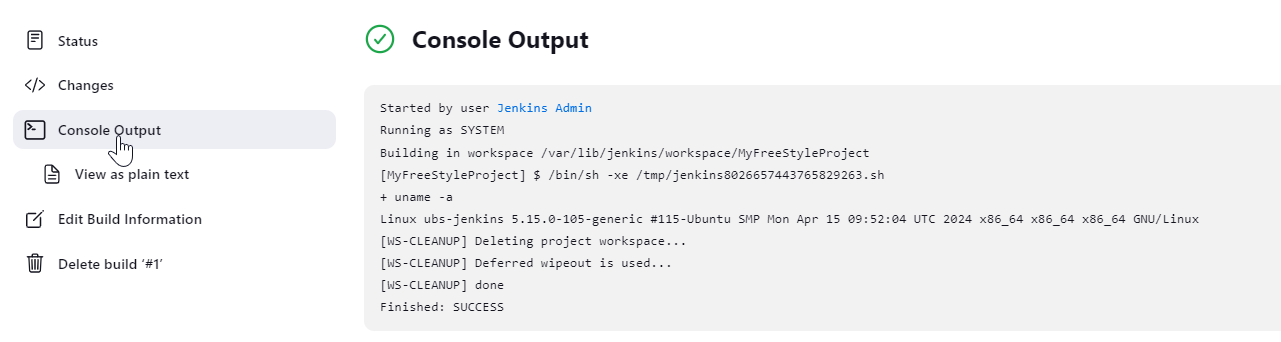 Status
Changes
Console Output
View as plain text
Edit Build Information
Delete build ‘#1’
Console Output
Started by user Jenkins Admin
Running as SYSTEM
Building in workspace /var/lib/jenkins/workspace/MyFreeStyleProject
[MyFreeStyleProject] $ /bin/sh -xe /tmp/jenkins8026657443765829263.sh
+ uname -a
Linux ubs-jenkins 5.15.0-105-generic #115-Ubuntu SMP Mon Apr 15 09:52:04 UTC 2024 x86_64 x86_64 x86_64 GNU/Linux
[WS-CLEANUP] Deleting project workspace...
[WS-CLEANUP] Deferred wipeout is used...
[WS-CLEANUP] done
Finished: SUCCESS